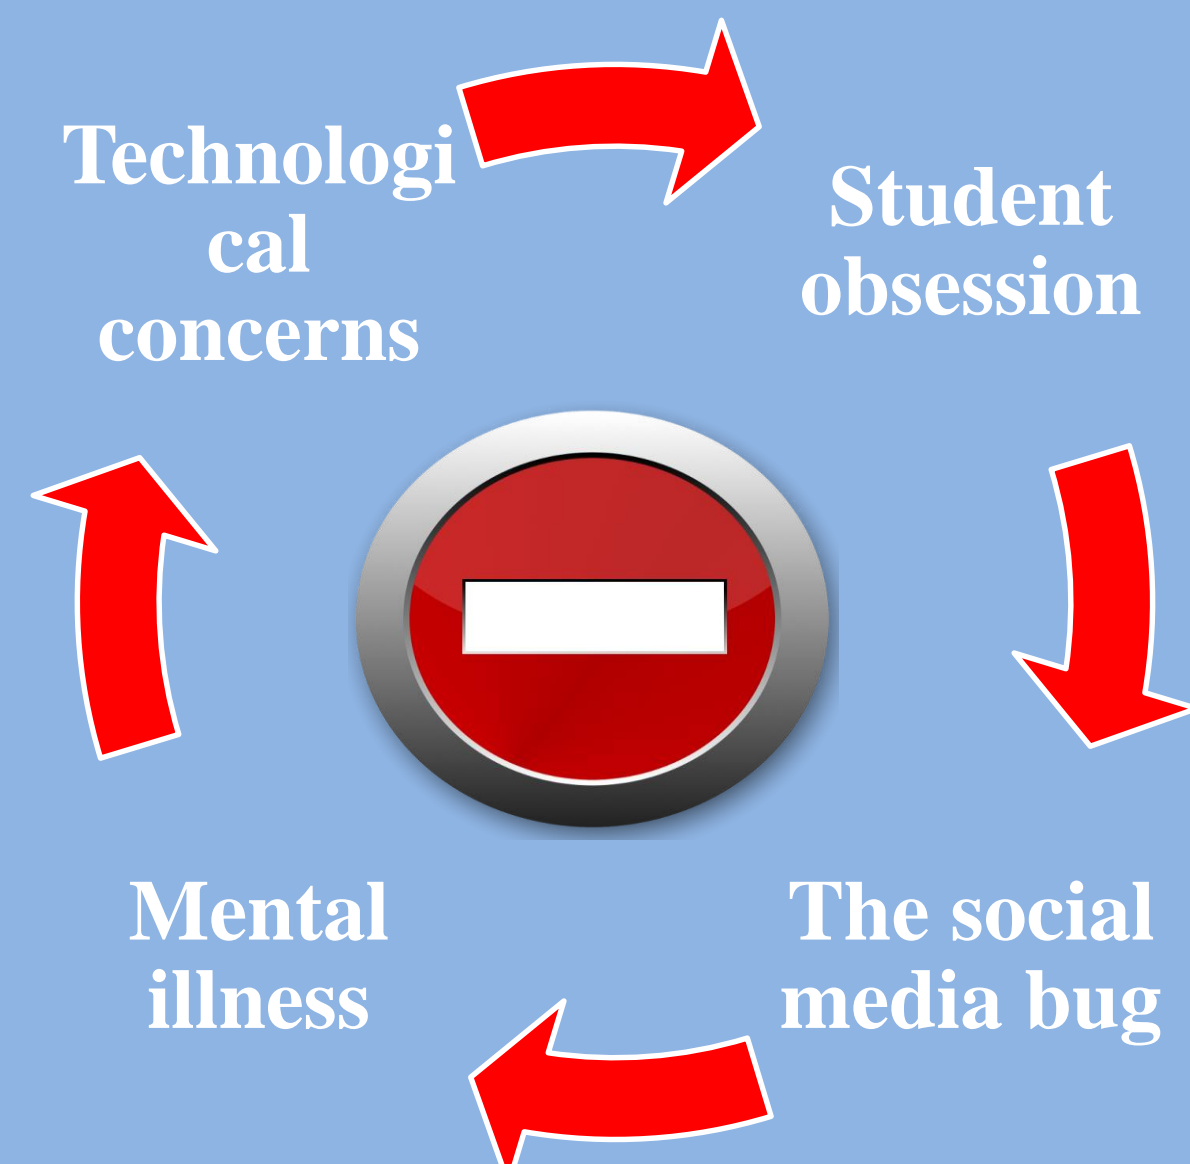 Technologi
cal
concerns
Student
obsession
Mental
illness
The social
media bug